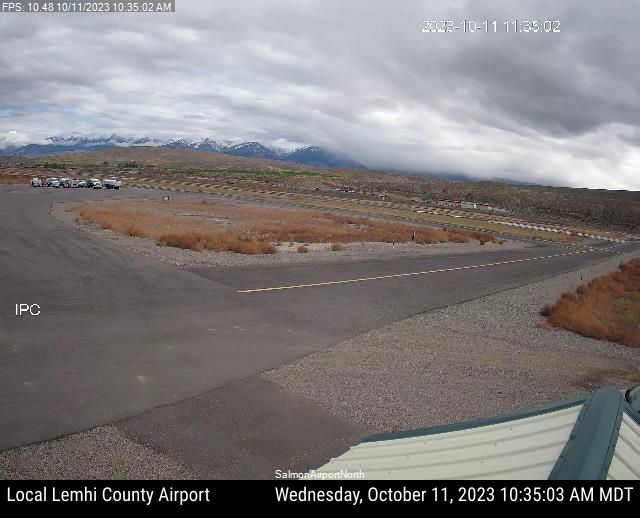 FPS: 10.48 10/11/2023 10:35:02 AM
2023-10-11 11:35:02
IPC
SalmonAirportNorth
Local Lemhi County Airport
Wednesday, October 11, 2023 10:35:03 AM MDT